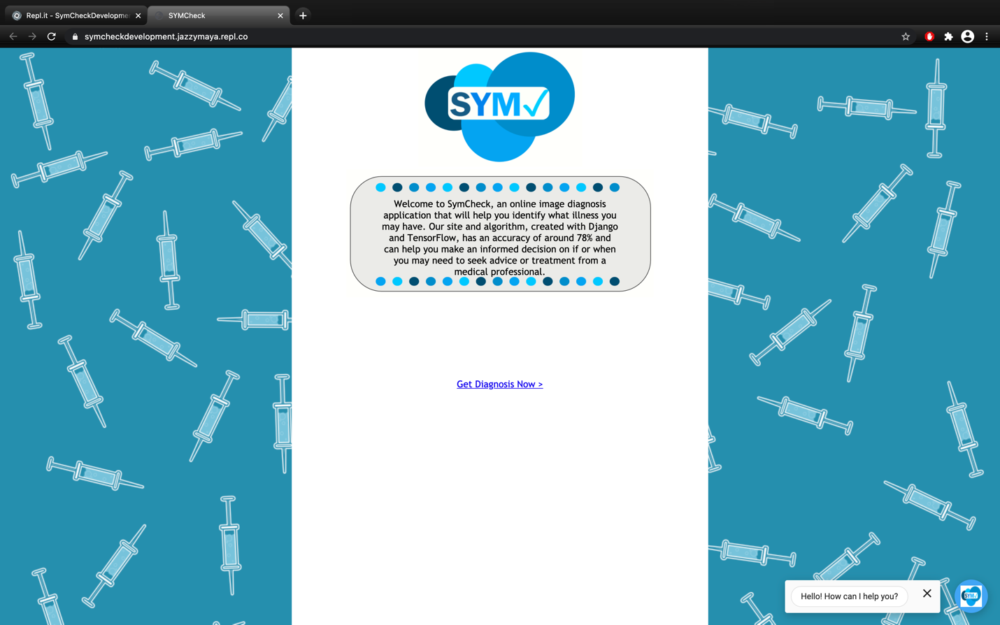 Repl.it - SymCheckDevelopme
SYMCheck
symcheckdevelopment.jazzymaya.repl.co
SYM
Welcome to SymCheck, an online image diagnosis
application that will help you identify what illness you
may have. Our site and algorithm, created with Django
and TensorFlow, has an accuracy of around 78% and
can help you make an informed decision on if or when
you may need to seek advice or treatment from a
medical professional.
Get Diagnosis Now >
Hello! How can I help you?
SYM